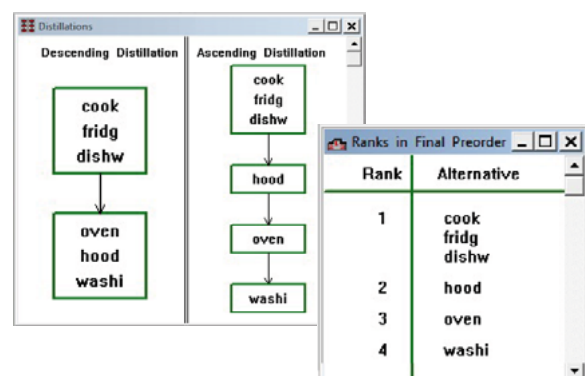 Distillations
Descending Distillation
cook
fridg
dishw
oven
hood
washi
Ascending Distillation
cook
fridg
dishw
hood
oven
washi
Ranks in Final Preorder
Rank Alternative
1 cook
fridg
dishw
2 hood
3 oven
4 washi